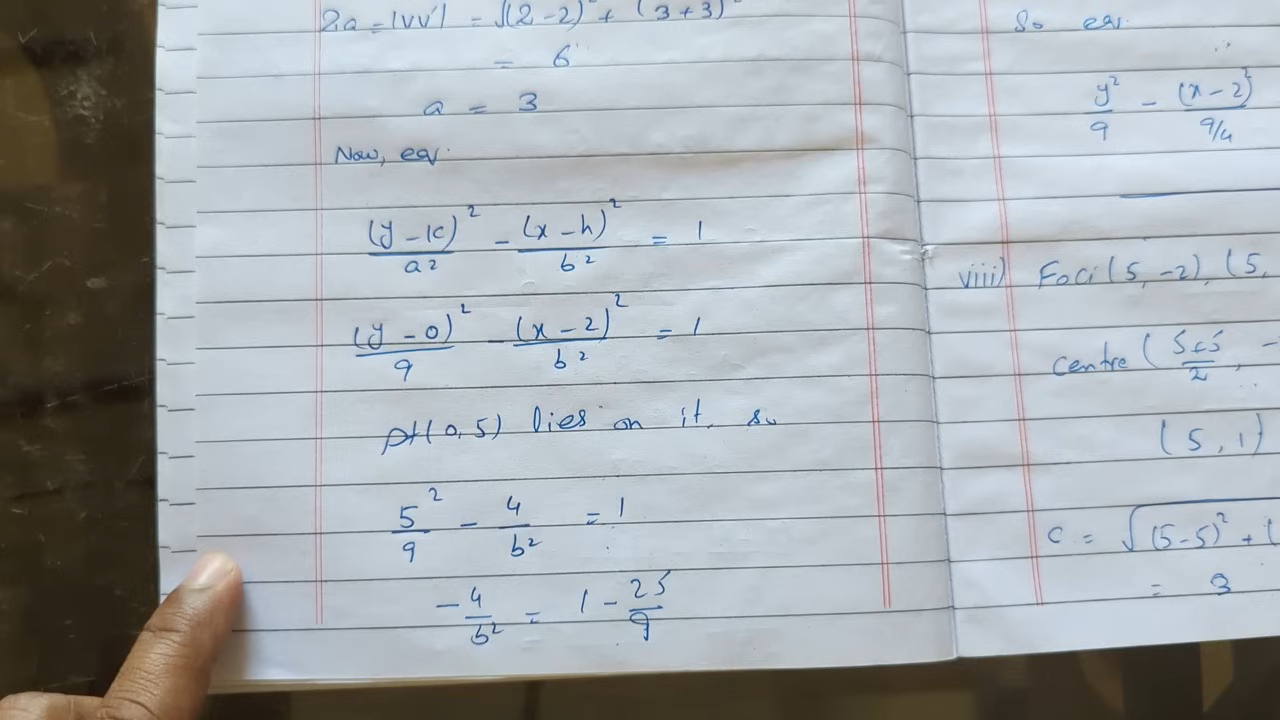 2a = |VV'| = √(2-2)² + (3+3)²
= 6
a = 3
Now, eq.
(y-k)²/a² - (x-h)²/b² = 1
(y-0)²/9 - (x-2)²/b² = 1
pt(0,5) lies on it, so
5²/9 - 4/b² = 1
-4/b² = 1 - 25/9
So eq.
y²/9 - (x-2)²/9/4
viii) Foci (5,-2), (5,
Centre (5+5/2, -
(5, 1)
c = √(5-5)² + (
= 3